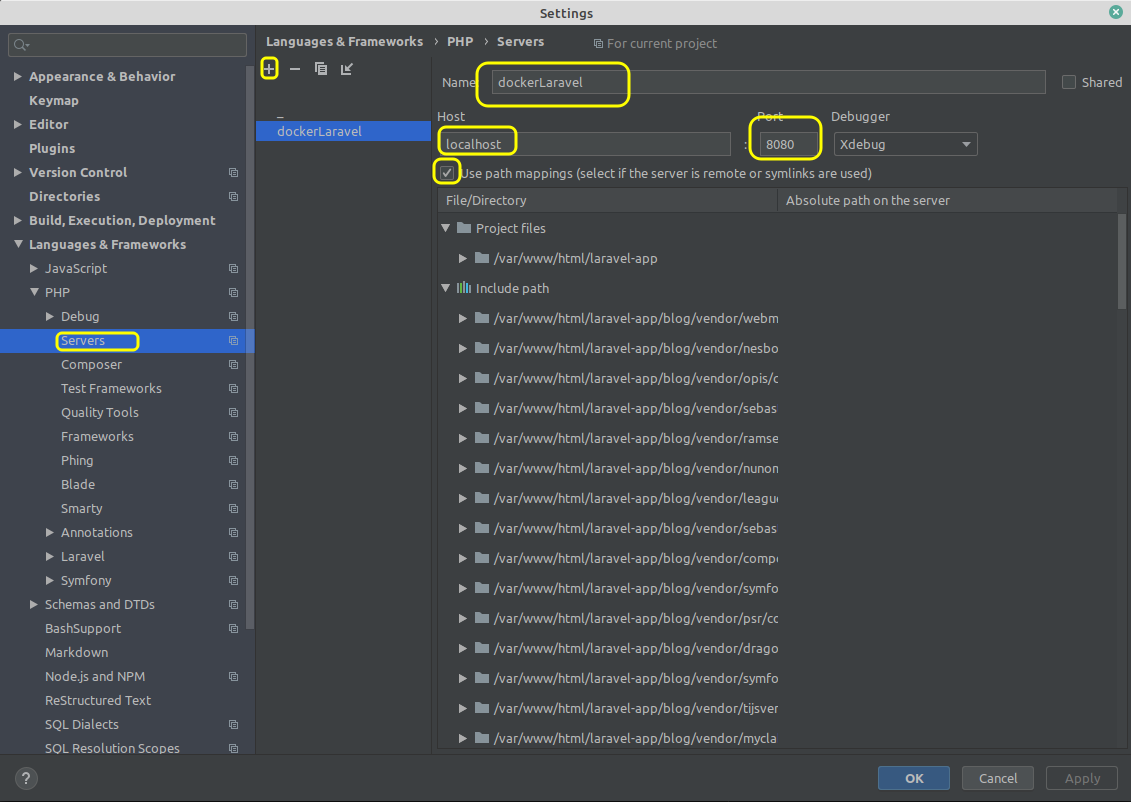 Settings
Languages & Frameworks › PHP › Servers For current project
Appearance & Behavior
Keymap
Editor
Plugins
Version Control
Directories
Build, Execution, Deployment
Languages & Frameworks
JavaScript
PHP
Debug
Servers
Composer
Test Frameworks
Quality Tools
Frameworks
Phing
Blade
Smarty
Annotations
Laravel
Symfony
Schemas and DTDs
BashSupport
Markdown
Node.js and NPM
ReStructured Text
SQL Dialects
SQL Resolution Scopes
dockerLaravel
Name dockerLaravel Shared
Host Port Debugger
localhost : 8080 Xdebug
Use path mappings (select if the server is remote or symlinks are used)
File/Directory Absolute path on the server
Project files
/var/www/html/laravel-app
Include path
/var/www/html/laravel-app/blog/vendor/webm
/var/www/html/laravel-app/blog/vendor/nesbo
/var/www/html/laravel-app/blog/vendor/opis/c
/var/www/html/laravel-app/blog/vendor/sebas
/var/www/html/laravel-app/blog/vendor/ramse
/var/www/html/laravel-app/blog/vendor/nunom
/var/www/html/laravel-app/blog/vendor/league
/var/www/html/laravel-app/blog/vendor/sebas
/var/www/html/laravel-app/blog/vendor/compo
/var/www/html/laravel-app/blog/vendor/symfo
/var/www/html/laravel-app/blog/vendor/psr/co
/var/www/html/laravel-app/blog/vendor/drago
/var/www/html/laravel-app/blog/vendor/symfo
/var/www/html/laravel-app/blog/vendor/tijsver
/var/www/html/laravel-app/blog/vendor/mycla
? OK Cancel Apply